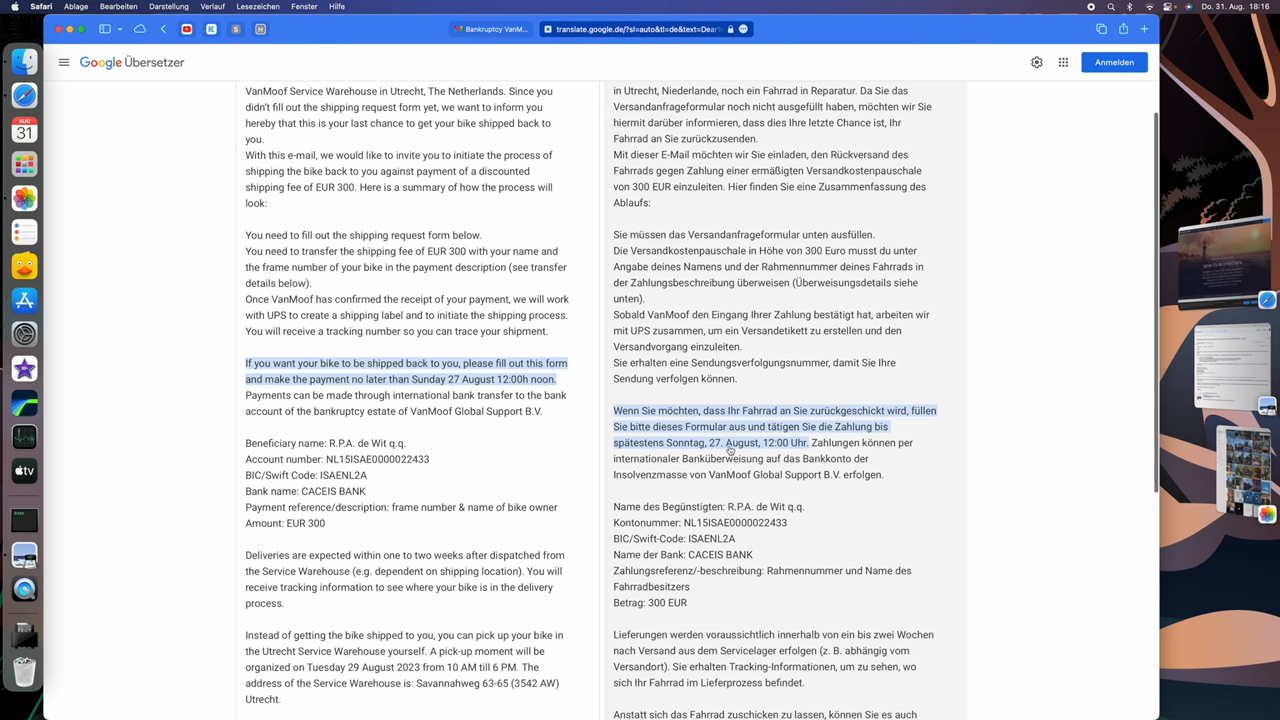 Safari Ablage Bearbeiten Darstellung Verlauf Lesezeichen Fenster Hilfe
Do. 31. Aug. 18:16
Bankruptcy VanM...
translate.google.de/?sl=auto&tl=de&text=Dear
Google Übersetzer
Anmelden
VanMoof Service Warehouse in Utrecht, The Netherlands. Since you
didn't fill out the shipping request form yet, we want to inform you
hereby that this is your last chance to get your bike shipped back to
you.
With this e-mail, we would like to invite you to initiate the process of
shipping the bike back to you against payment of a discounted
shipping fee of EUR 300. Here is a summary of how the process will
look:
You need to fill out the shipping request form below.
You need to transfer the shipping fee of EUR 300 with your name and
the frame number of your bike in the payment description (see transfer
details below).
Once VanMoof has confirmed the receipt of your payment, we will work
with UPS to create a shipping label and to initiate the shipping process.
You will receive a tracking number so you can trace your shipment.
If you want your bike to be shipped back to you, please fill out this form
and make the payment no later than Sunday 27 August 12:00h noon.
Payments can be made through international bank transfer to the bank
account of the bankruptcy estate of VanMoof Global Support B.V.
Beneficiary name: R.P.A. de Wit q.q.
Account number: NL15ISAE0000022433
BIC/Swift Code: ISAENL2A
Bank name: CACEIS BANK
Payment reference/description: frame number & name of bike owner
Amount: EUR 300
Deliveries are expected within one to two weeks after dispatched from
the Service Warehouse (e.g. dependent on shipping location). You will
receive tracking information to see where your bike is in the delivery
process.
Instead of getting the bike shipped to you, you can pick up your bike in
the Utrecht Service Warehouse yourself. A pick-up moment will be
organized on Tuesday 29 August 2023 from 10 AM till 6 PM. The
address of the Service Warehouse is: Savannahweg 63-65 (3542 AW)
Utrecht.
in Utrecht, Niederlande, noch ein Fahrrad in Reparatur. Da Sie das
Versandanfrageformular noch nicht ausgefüllt haben, möchten wir Sie
hiermit darüber informieren, dass dies Ihre letzte Chance ist, Ihr
Fahrrad an Sie zurückzusenden.
Mit dieser E-Mail möchten wir Sie einladen, den Rückversand des
Fahrrads gegen Zahlung einer ermäßigten Versandkostenpauschale
von 300 EUR einzuleiten. Hier finden Sie eine Zusammenfassung des
Ablaufs:
Sie müssen das Versandanfrageformular unten ausfüllen.
Die Versandkostenpauschale in Höhe von 300 Euro musst du unter
Angabe deines Namens und der Rahmennummer deines Fahrrads in
der Zahlungsbeschreibung überweisen (Überweisungsdetails siehe
unten).
Sobald VanMoof den Eingang Ihrer Zahlung bestätigt hat, arbeiten wir
mit UPS zusammen, um ein Versandetikett zu erstellen und den
Versandvorgang einzuleiten.
Sie erhalten eine Sendungsverfolgungsnummer, damit Sie Ihre
Sendung verfolgen können.
Wenn Sie möchten, dass Ihr Fahrrad an Sie zurückgeschickt wird, füllen
Sie bitte dieses Formular aus und tätigen Sie die Zahlung bis
spätestens Sonntag, 27. August, 12:00 Uhr. Zahlungen können per
internationaler Banküberweisung auf das Bankkonto der
Insolvenzmasse von VanMoof Global Support B.V. erfolgen.
Name des Begünstigten: R.P.A. de Wit q.q.
Kontonummer: NL15ISAE0000022433
BIC/Swift-Code: ISAENL2A
Name der Bank: CACEIS BANK
Zahlungsreferenz/-beschreibung: Rahmennummer und Name des
Fahrradbesitzers
Betrag: 300 EUR
Lieferungen werden voraussichtlich innerhalb von ein bis zwei Wochen
nach Versand aus dem Servicelager erfolgen (z. B. abhängig vom
Versandort). Sie erhalten Tracking-Informationen, um zu sehen, wo
sich Ihr Fahrrad im Lieferprozess befindet.
Anstatt sich das Fahrrad zuschicken zu lassen, können Sie es auch